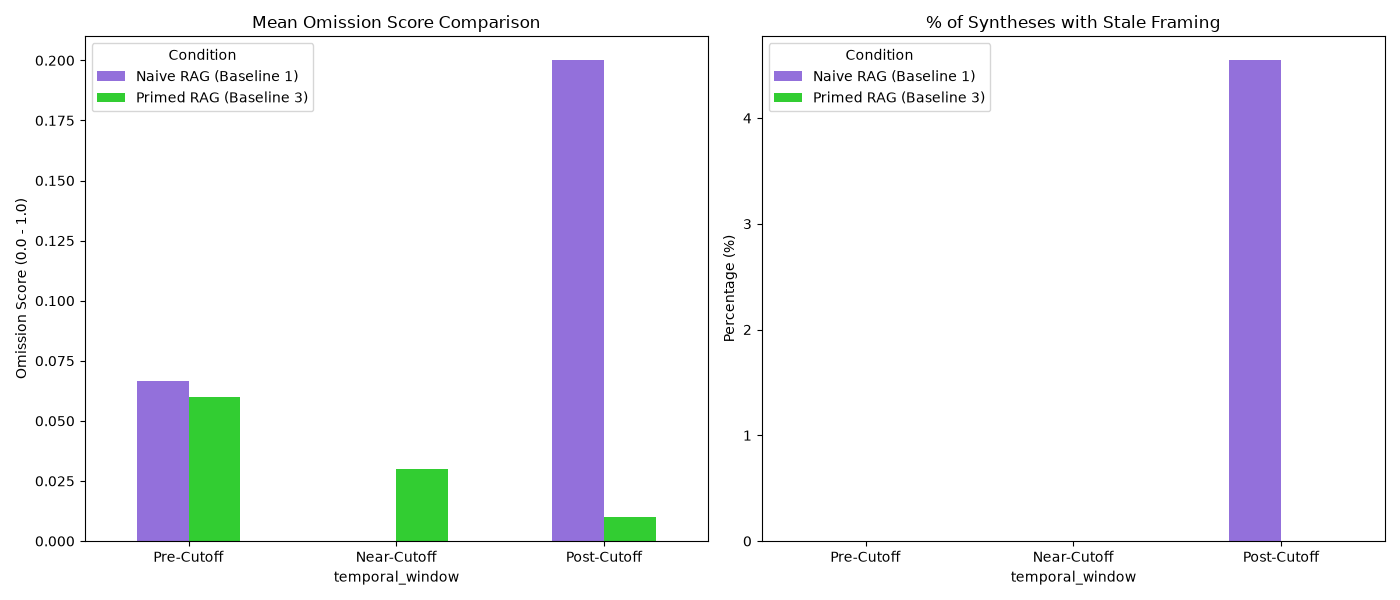 Mean Omission Score Comparison
Condition
Naive RAG (Baseline 1)
Primed RAG (Baseline 3)
Omission Score (0.0 - 1.0)
0.200
0.175
0.150
0.125
0.100
0.075
0.050
0.025
0.000
Pre-Cutoff
Near-Cutoff
Post-Cutoff
temporal_window
% of Syntheses with Stale Framing
Condition
Naive RAG (Baseline 1)
Primed RAG (Baseline 3)
Percentage (%)
4
3
2
1
0
Pre-Cutoff
Near-Cutoff
Post-Cutoff
temporal_window